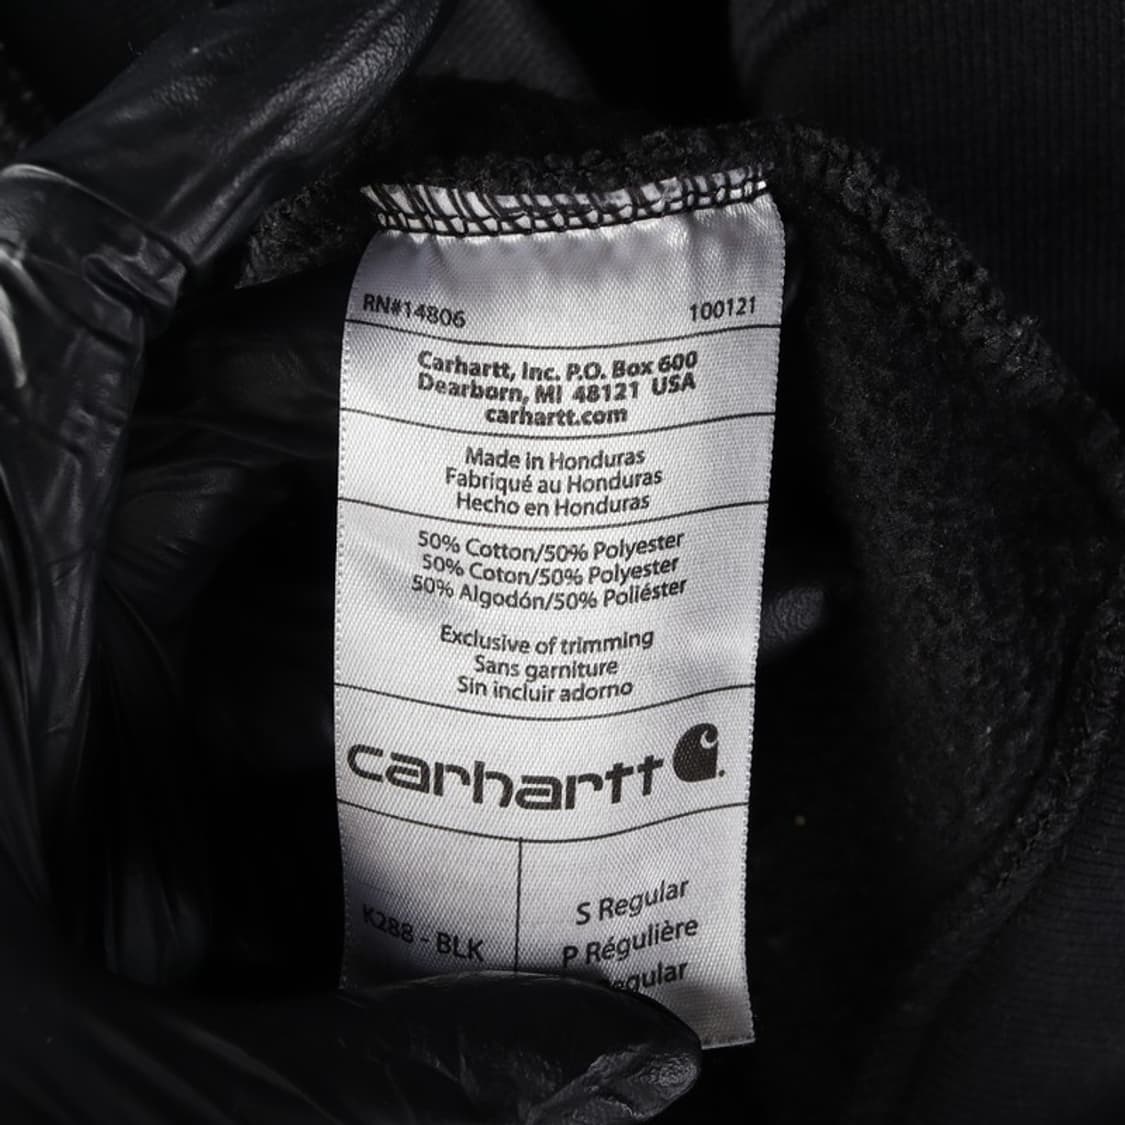 RN#14806 100121
Carhartt, Inc. P.O. Box 600
Dearborn, MI 48121 USA
carhartt.com
Made in Honduras
Fabriqué au Honduras
Hecho en Honduras
50% Cotton/50% Polyester
50% Coton/50% Polyester
50% Algodón/50% Poliéster
Exclusive of trimming
Sans garniture
Sin incluir adorno
carhartt
K288 - BLK
S Regular
P Régulière